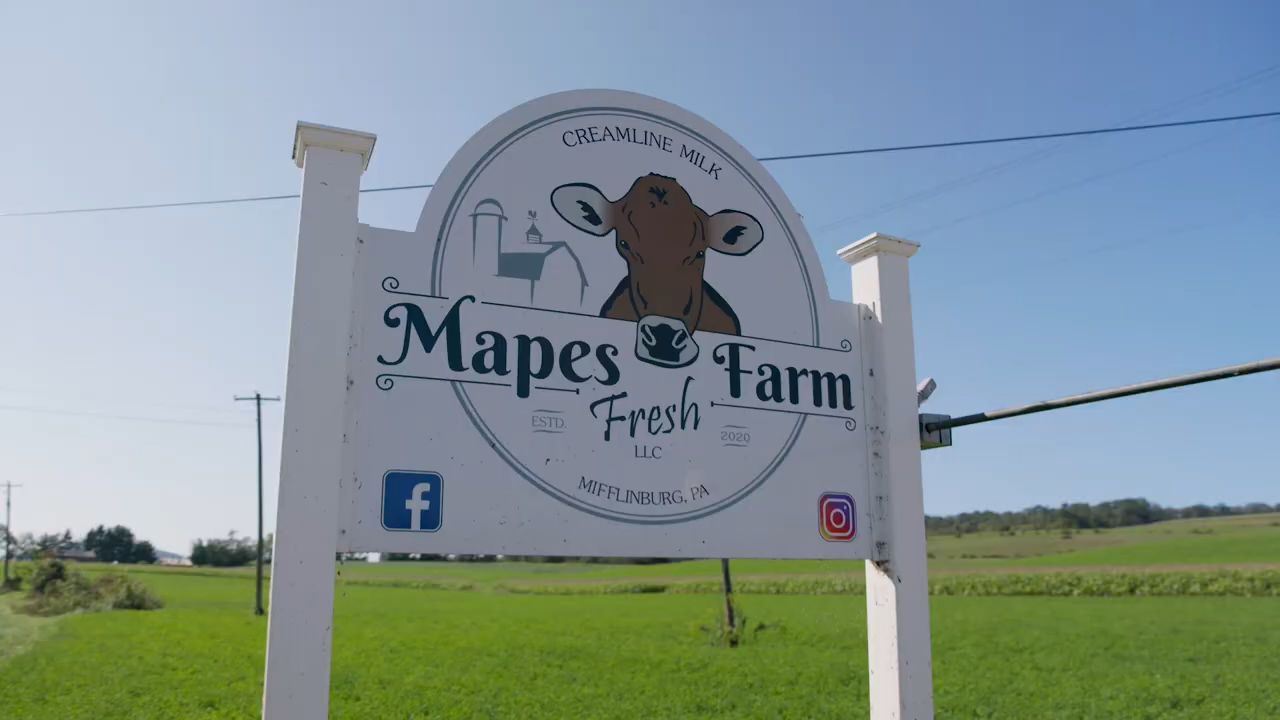 CREAMLINE MILK
Mapes Farm
Fresh
ESTD. 2020
LLC
MIFFLINBURG, PA